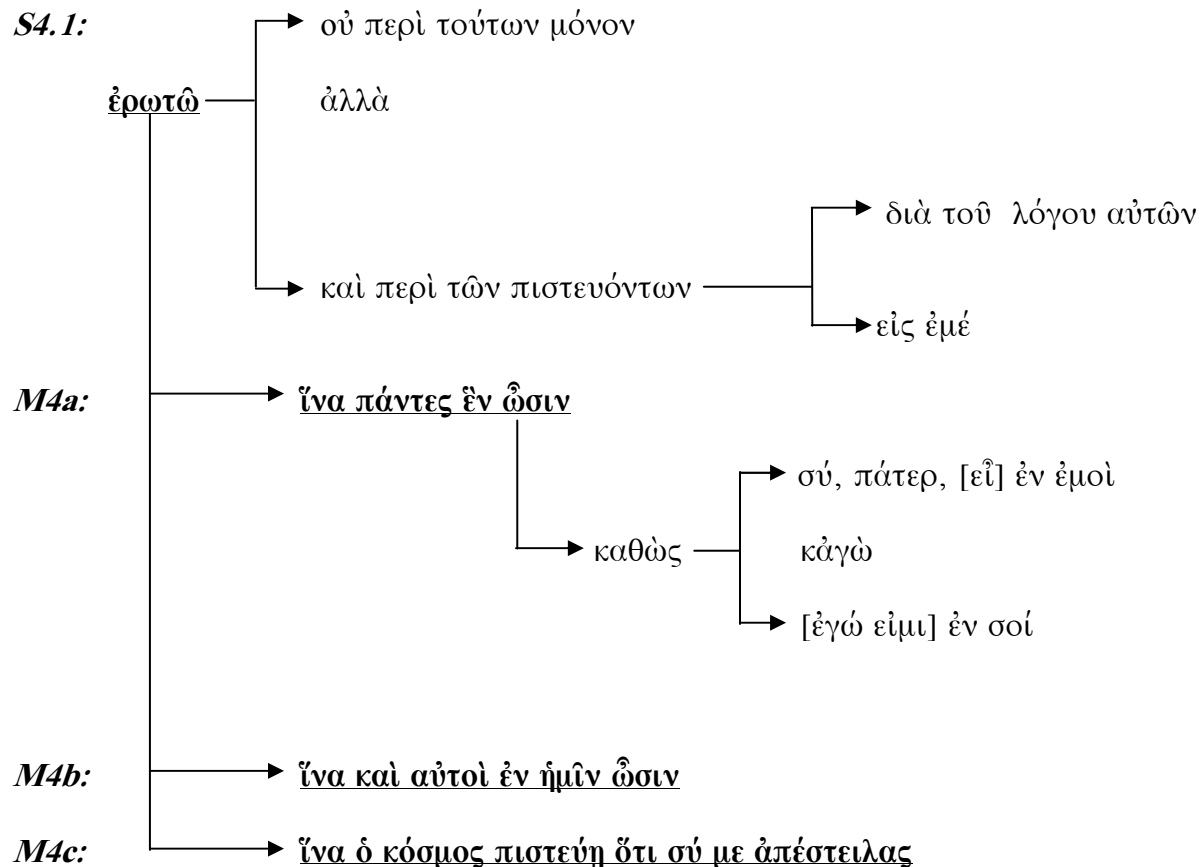 S4.1: οὐ περὶ τούτων μόνον
ἐρωτῶ ἀλλὰ
διὰ τοῦ λόγου αὐτῶν
καὶ περὶ τῶν πιστευόντων
εἰς ἐμέ
M4a: ἵνα πάντες ἓν ὦσιν
σύ, πάτερ, [εἶ] ἐν ἐμοὶ
καθὼς κἀγὼ
[ἐγώ εἰμι] ἐν σοί
M4b: ἵνα καὶ αὐτοὶ ἐν ἡμῖν ὦσιν
M4c: ἵνα ὁ κόσμος πιστεύῃ ὅτι σύ με ἀπέστειλας